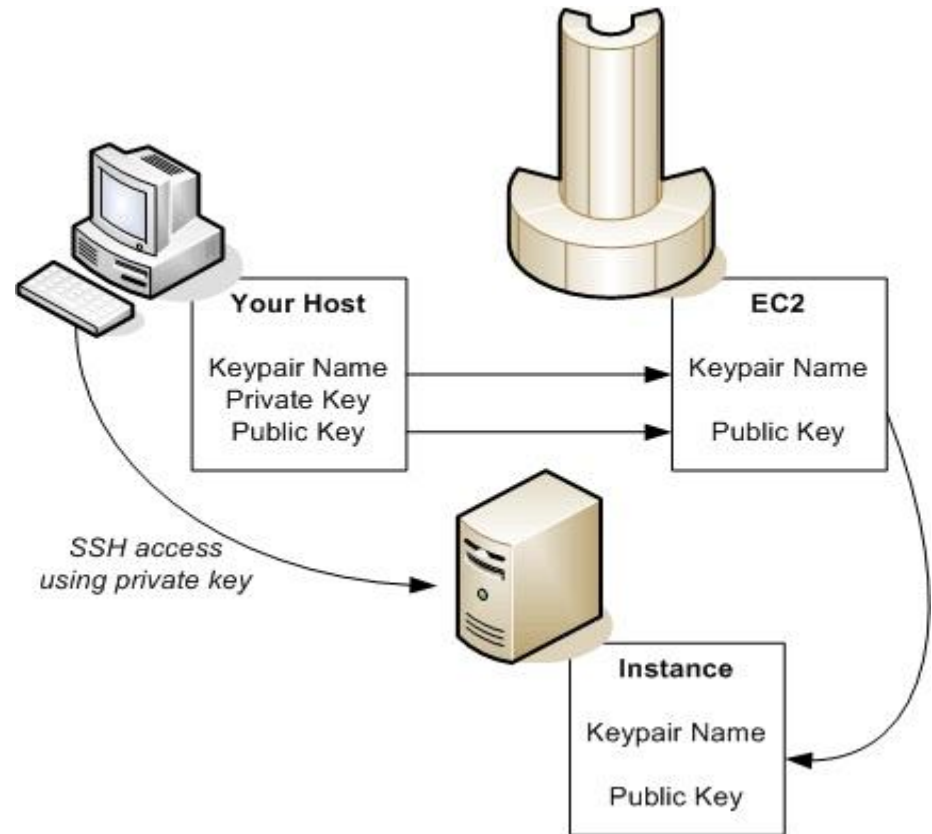 Your Host
Keypair Name
Private Key
Public Key
EC2
Keypair Name
Public Key
SSH access
using private key
Instance
Keypair Name
Public Key